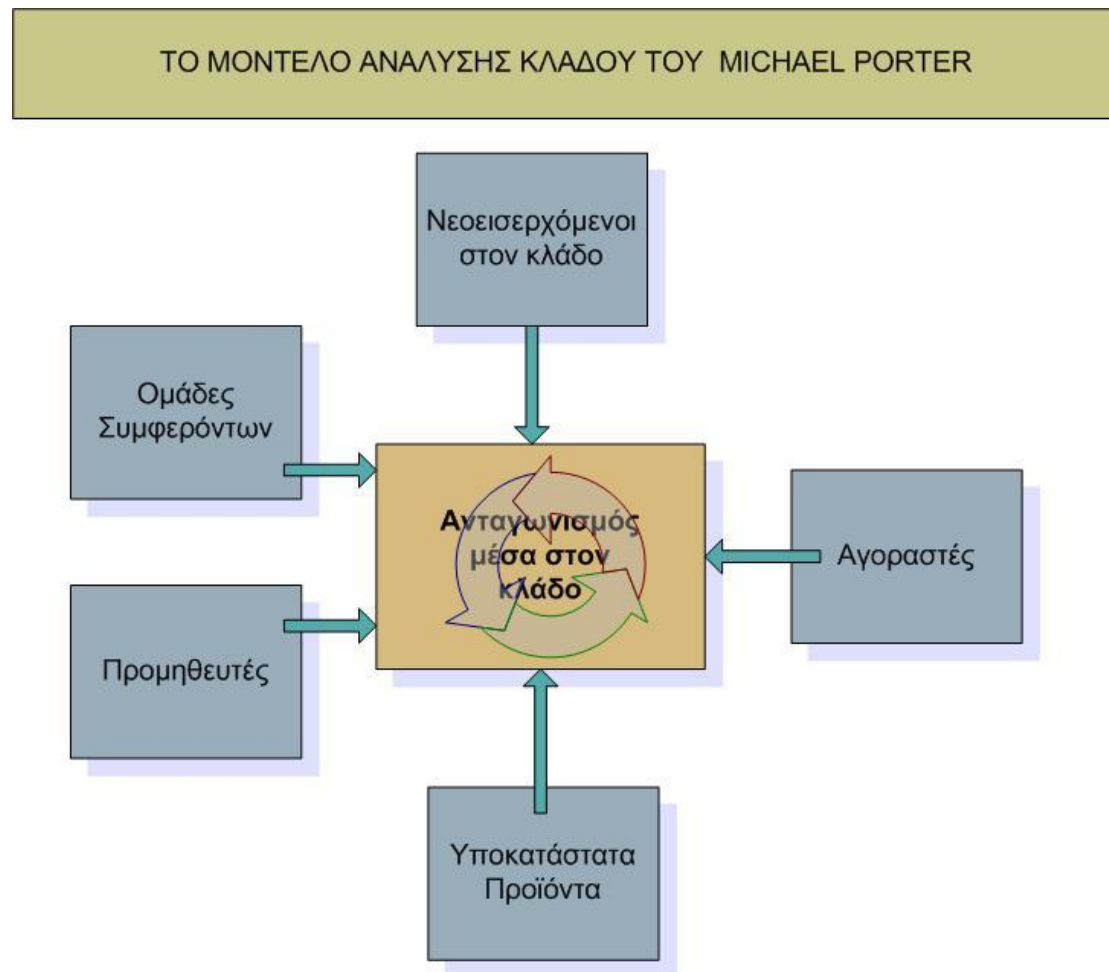 ΤΟ ΜΟΝΤΕΛΟ ΑΝΑΛΥΣΗΣ ΚΛΑΔΟΥ ΤΟΥ MICHAEL PORTER
Νεοεισερχόμενοι
στον κλάδο
Ομάδες
Συμφερόντων
Ανταγωνισμός
μέσα στον
κλάδο
Αγοραστές
Προμηθευτές
Υποκατάστατα
Προϊόντα